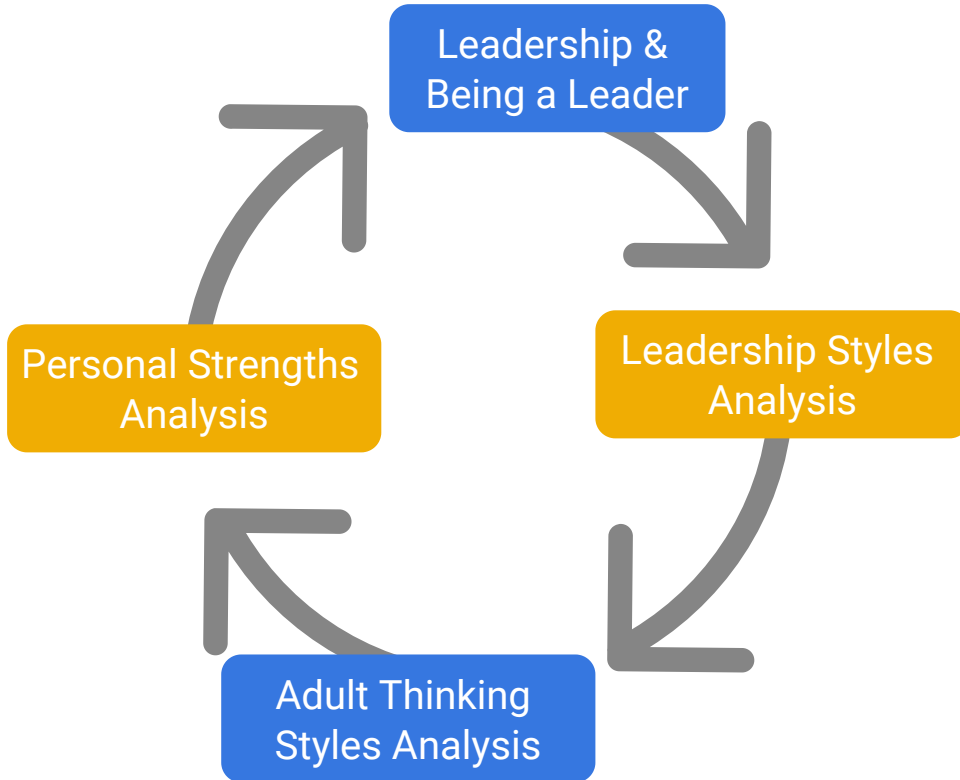 Leadership &
Being a Leader
Leadership Styles
Analysis
Adult Thinking
Styles Analysis
Personal Strengths
Analysis